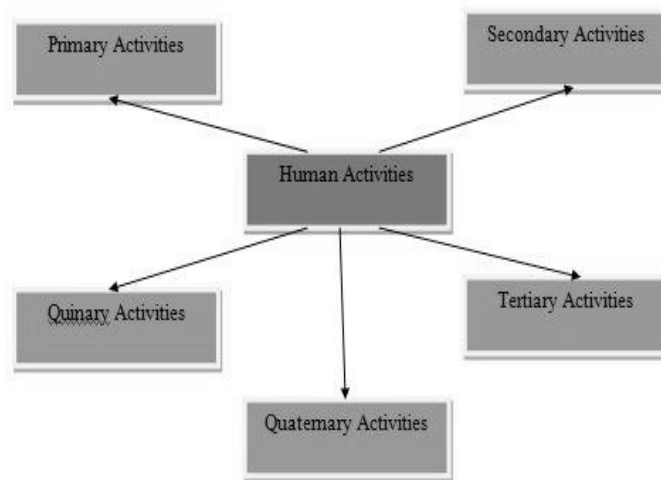 Primary Activities
Secondary Activities
Human Activities
Quinary Activities
Tertiary Activities
Quaternary Activities